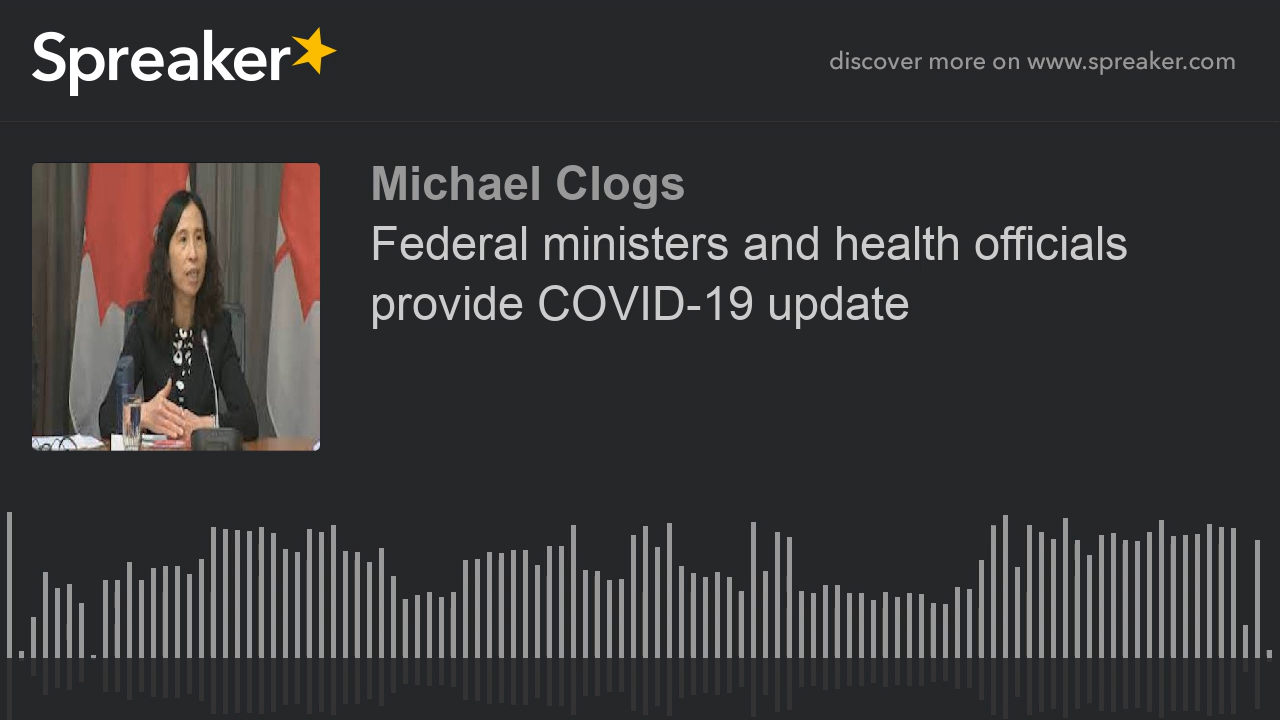 Spreaker
discover more on www.spreaker.com
Michael Clogs
Federal ministers and health officials
provide COVID-19 update